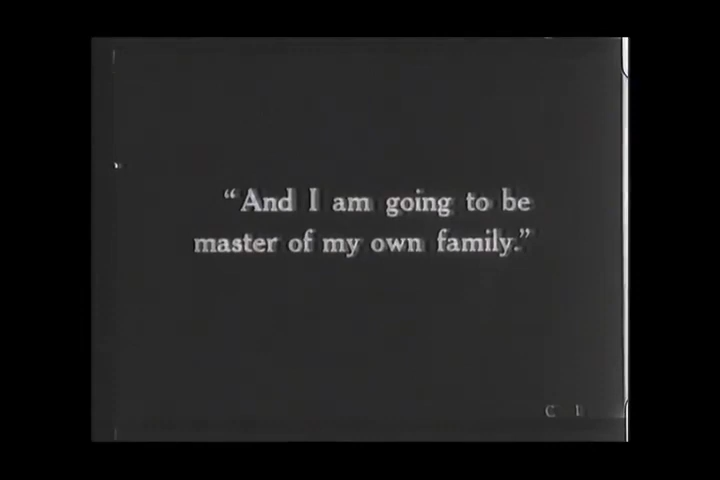 “And I am going to be
master of my own family.”
C L